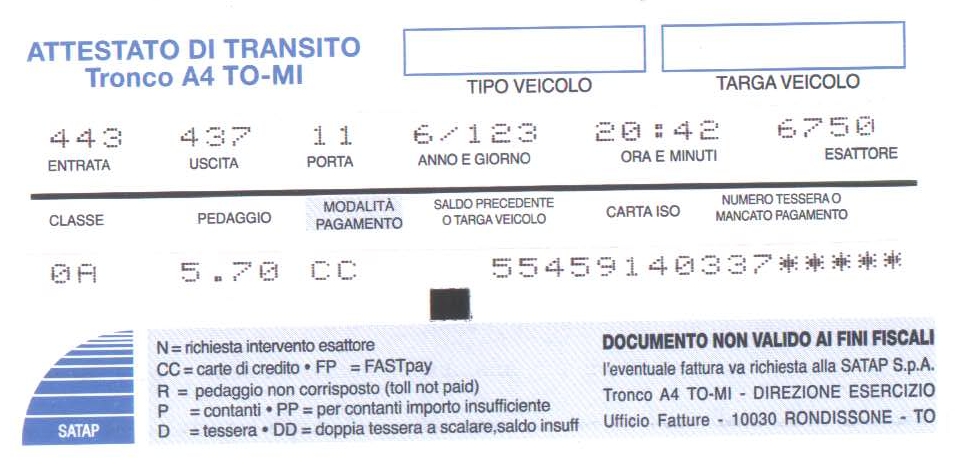 ATTESTATO DI TRANSITO
Tronco A4 TO-MI
TIPO VEICOLO
TARGA VEICOLO
443 437 11 6/123 20:42 6750
ENTRATA USCITA PORTA ANNO E GIORNO ORA E MINUTI ESATTORE
CLASSE PEDAGGIO MODALITÀ PAGAMENTO SALDO PRECEDENTE O TARGA VEICOLO CARTA ISO NUMERO TESSERA O MANCATO PAGAMENTO
0A 5.70 CC 55459140337*****
N = richiesta intervento esattore
CC = carte di credito • FP = FASTpay
R = pedaggio non corrisposto (toll not paid)
P = contanti • PP = per contanti importo insufficiente
D = tessera • DD = doppia tessera a scalare,saldo insuff
DOCUMENTO NON VALIDO AI FINI FISCALI
l'eventuale fattura va richiesta alla SATAP S.p.A.
Tronco A4 TO-MI - DIREZIONE ESERCIZIO
Ufficio Fatture - 10030 RONDISSONE - TO
SATAP